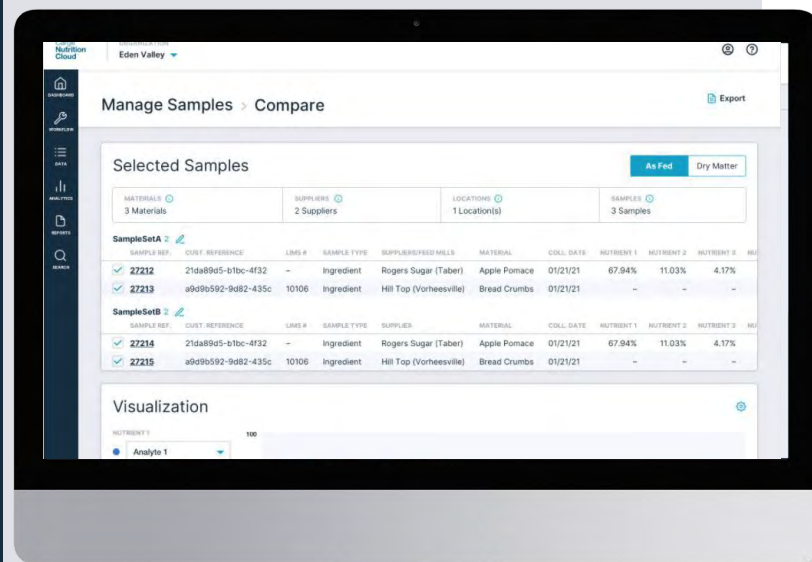 Cargill
Nutrition
Cloud
ORGANIZATION
Eden Valley
DASHBOARD
WORKFLOW
DATA
ANALYTICS
REPORTS
SEARCH
Manage Samples > Compare
Export
Selected Samples
As Fed Dry Matter
MATERIALS SUPPLIERS LOCATIONS SAMPLES
3 Materials 2 Suppliers 1 Location(s) 3 Samples
SampleSetA 2
SAMPLE REF. CUST. REFERENCE LIMS # SAMPLE TYPE SUPPLIERS/FEED MILLS MATERIAL COLL. DATE NUTRIENT 1 NUTRIENT 2 NUTRIENT 3 NU
27212 21da89d5-b1bc-4f32 – Ingredient Rogers Sugar (Taber) Apple Pomace 01/21/21 67.94% 11.03% 4.17%
27213 a9d9b592-9d82-435c 10106 Ingredient Hill Top (Vorheesville) Bread Crumbs 01/21/21 – – –
SampleSetB 2
SAMPLE REF. CUST. REFERENCE LIMS # SAMPLE TYPE SUPPLIER MATERIAL COLL. DATE NUTRIENT 1 NUTRIENT 2 NUTRIENT 3 NU
27214 21da89d5-b1bc-4f32 – Ingredient Rogers Sugar (Taber) Apple Pomace 01/21/21 67.94% 11.03% 4.17%
27215 a9d9b592-9d82-435c 10106 Ingredient Hill Top (Vorheesville) Bread Crumbs 01/21/21 – – –
Visualization
NUTRIENT 1 100
Analyte 1